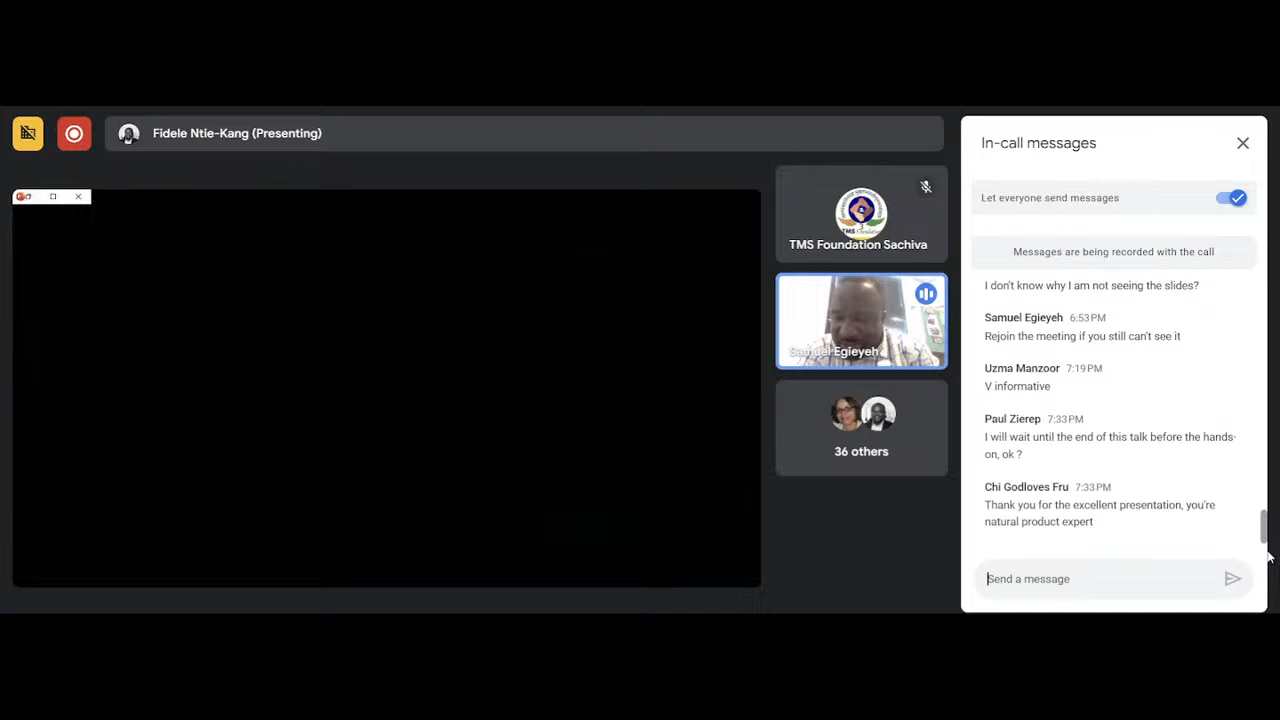 Fidele Ntie-Kang (Presenting)
TMS Foundation Sachiva
Samuel Egieyeh
36 others
In-call messages
Let everyone send messages
Messages are being recorded with the call
I don't know why I am not seeing the slides?
Samuel Egieyeh 6:53 PM
Rejoin the meeting if you still can't see it
Uzma Manzoor 7:19 PM
V informative
Paul Zierep 7:33 PM
I will wait until the end of this talk before the hands-
on, ok ?
Chi Godloves Fru 7:33 PM
Thank you for the excellent presentation, you're
natural product expert
Send a message